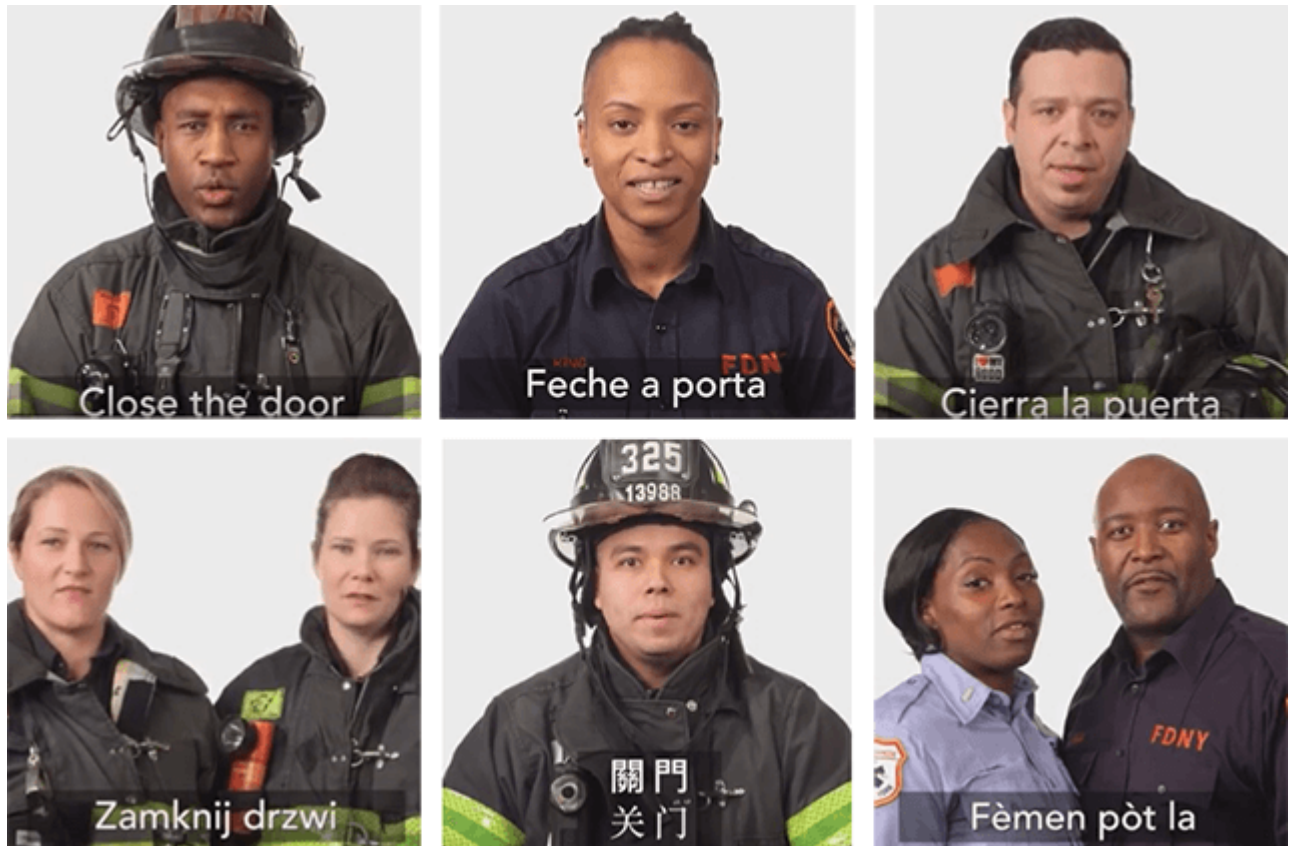 Close the door
KING
FDN
Feche a porta
Cierra la puerta
Zamknij drzwi
325
13988
關門
关门
FDNY
Fèmen pòt la